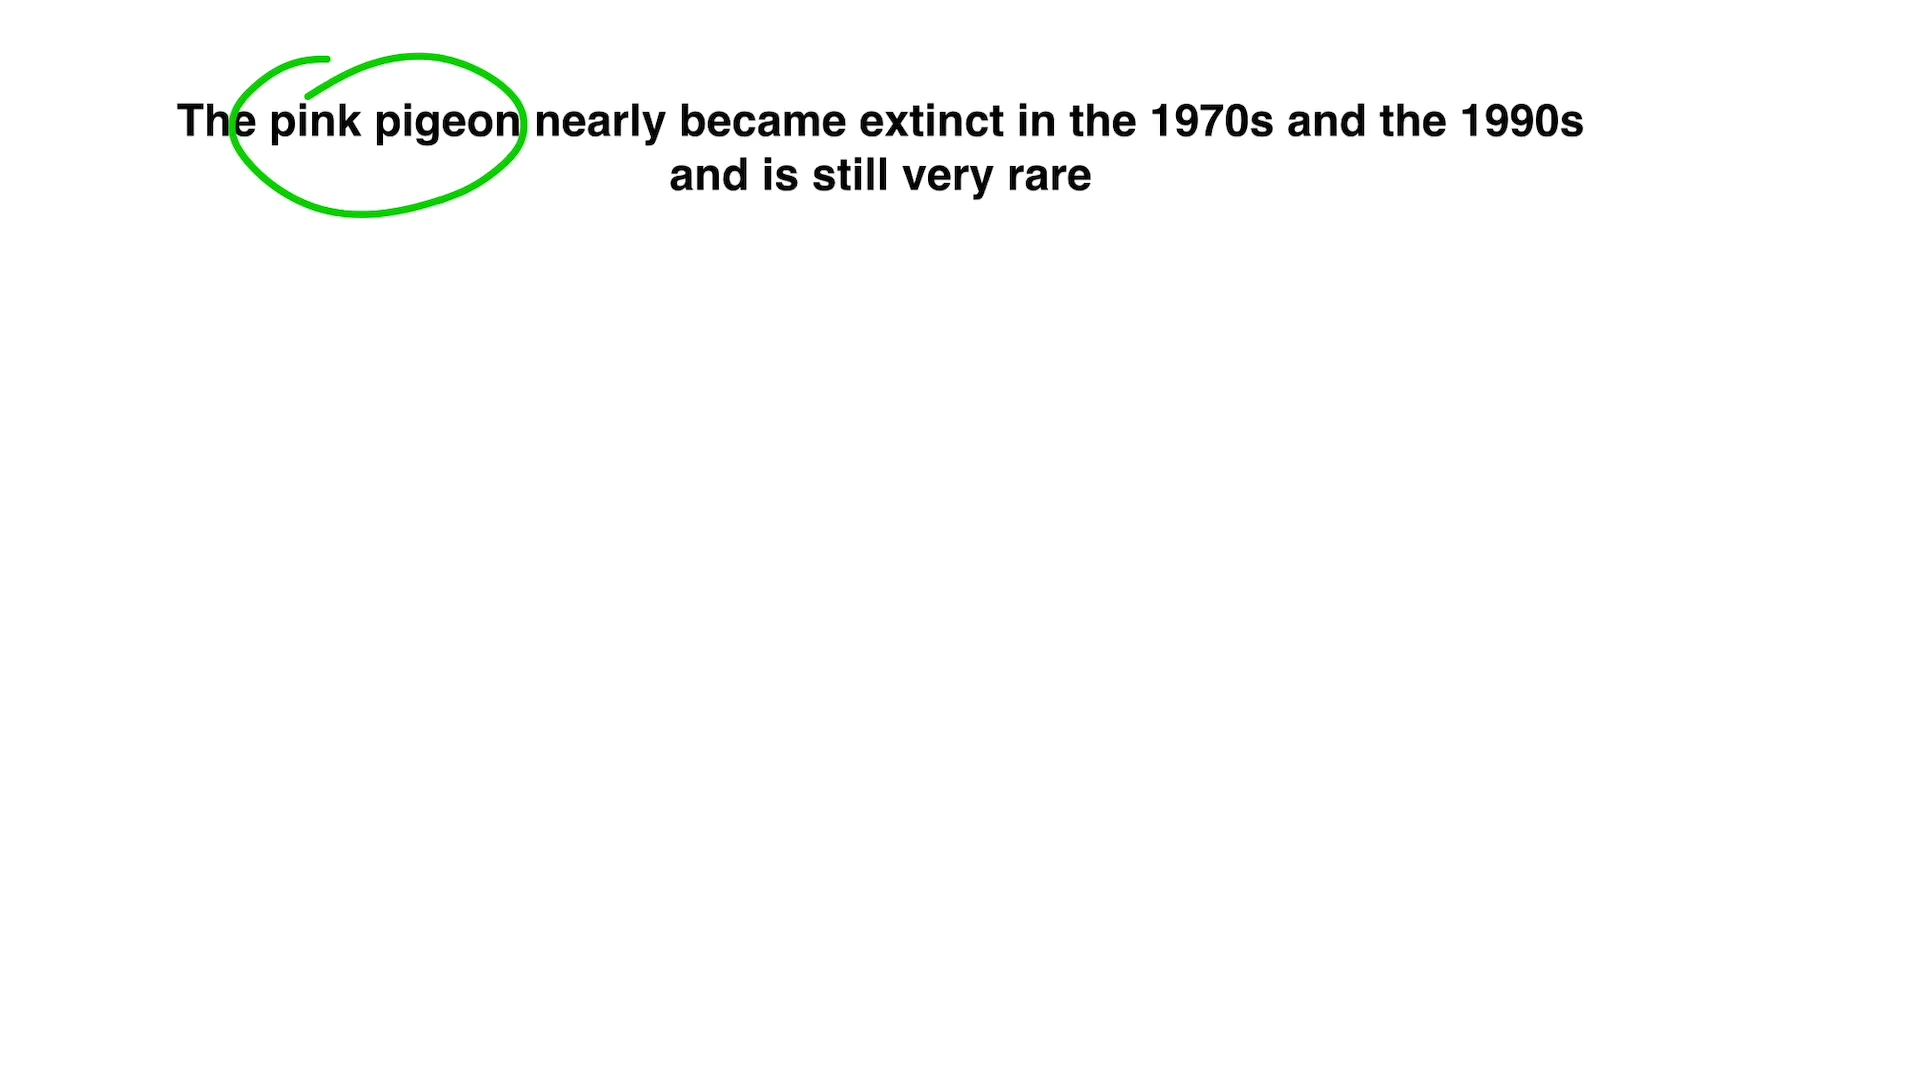 The pink pigeon nearly became extinct in the 1970s and the 1990s
and is still very rare